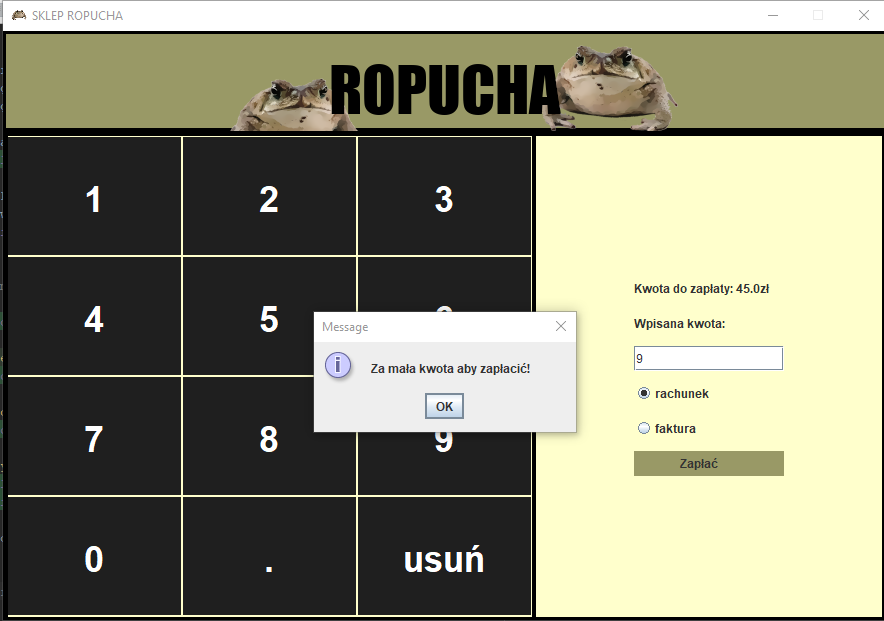 SKLEP ROPUCHA
ROPUCHA
1 2 3
4 5
7 8 9
0 . usuń
Message
Za mała kwota aby zapłacić!
OK
Kwota do zapłaty: 45.0zł
Wpisana kwota:
9
rachunek
faktura
Zapłać